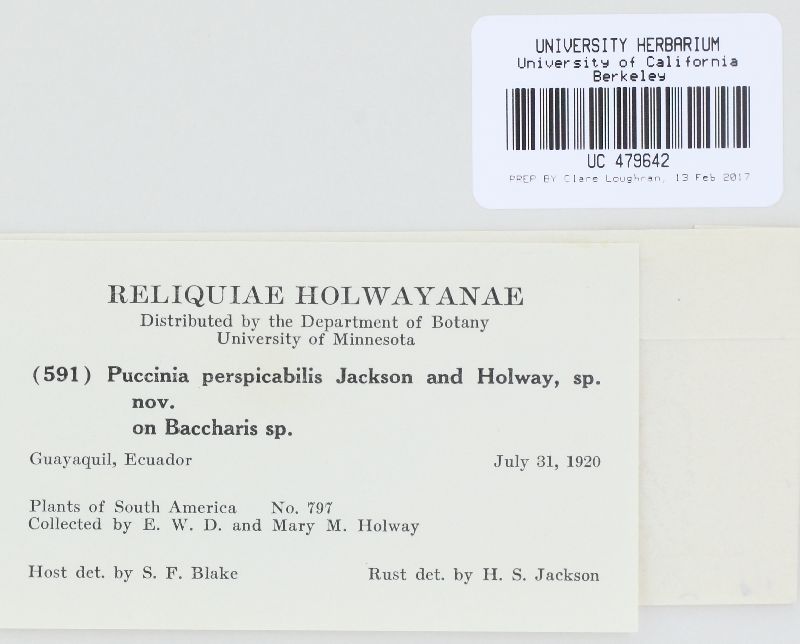 UNIVERSITY HERBARIUM
University of California
Berkeley
UC 479642
PREP BY Clare Loughran, 13 Feb 2017
RELIQUIAE HOLWAYANAE
Distributed by the Department of Botany
University of Minnesota
(591) Puccinia perspicabilis Jackson and Holway, sp.
nov.
on Baccharis sp.
Guayaquil, Ecuador July 31, 1920
Plants of South America No. 797
Collected by E. W. D. and Mary M. Holway
Host det. by S. F. Blake Rust det. by H. S. Jackson